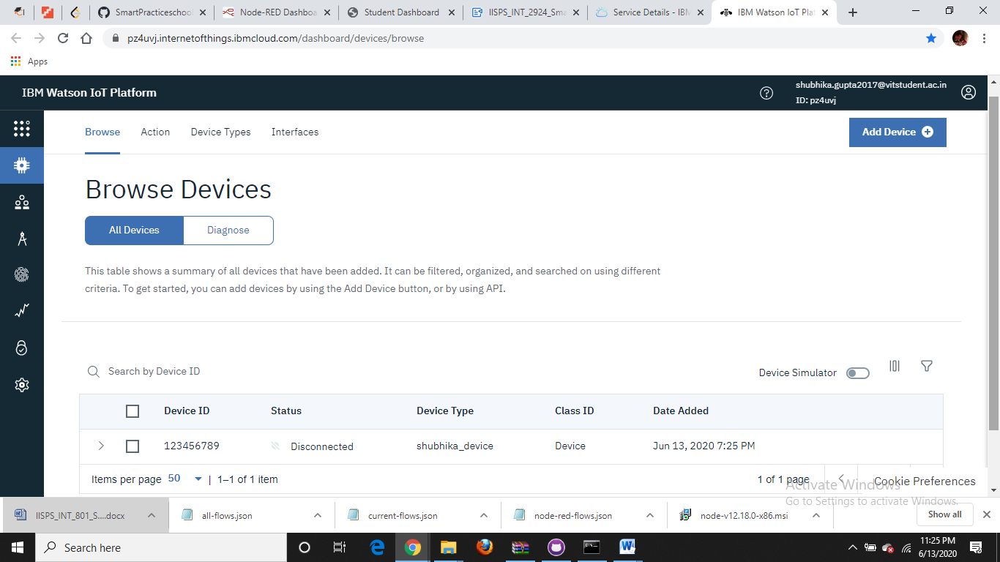 SmartPracticeschool
Node-RED Dashboa
Student Dashboard
IISPS_INT_2924_Sma
Service Details - IBM
IBM Watson IoT Plat
pz4uvj.internetofthings.ibmcloud.com/dashboard/devices/browse
Apps
IBM Watson IoT Platform
shubhika.gupta2017@vitstudent.ac.in
ID: pz4uvj
Browse Action Device Types Interfaces
Add Device
Browse Devices
All Devices Diagnose
This table shows a summary of all devices that have been added. It can be filtered, organized, and searched on using different
criteria. To get started, you can add devices by using the Add Device button, or by using API.
Search by Device ID
Device Simulator
Device ID Status Device Type Class ID Date Added
123456789 Disconnected shubhika_device Device Jun 13, 2020 7:25 PM
Items per page 50 | 1–1 of 1 item
1 of 1 page
Cookie Preferences
Activate Windows
Go to Settings to activate Windows.
IISPS_INT_801_S....docx
all-flows.json
current-flows.json
node-red-flows.json
node-v12.18.0-x86.msi
Show all
Search here
11:25 PM
6/13/2020